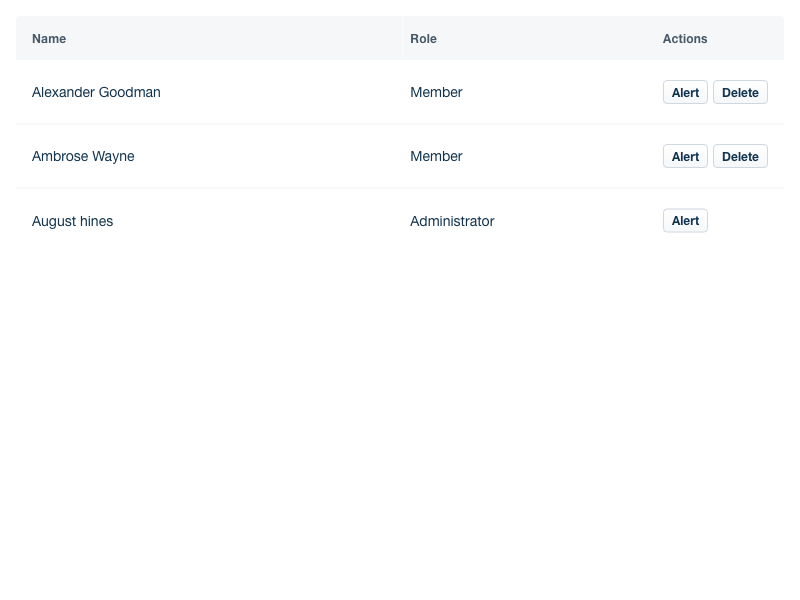 Name Role Actions
Alexander Goodman Member Alert Delete
Ambrose Wayne Member Alert Delete
August hines Administrator Alert